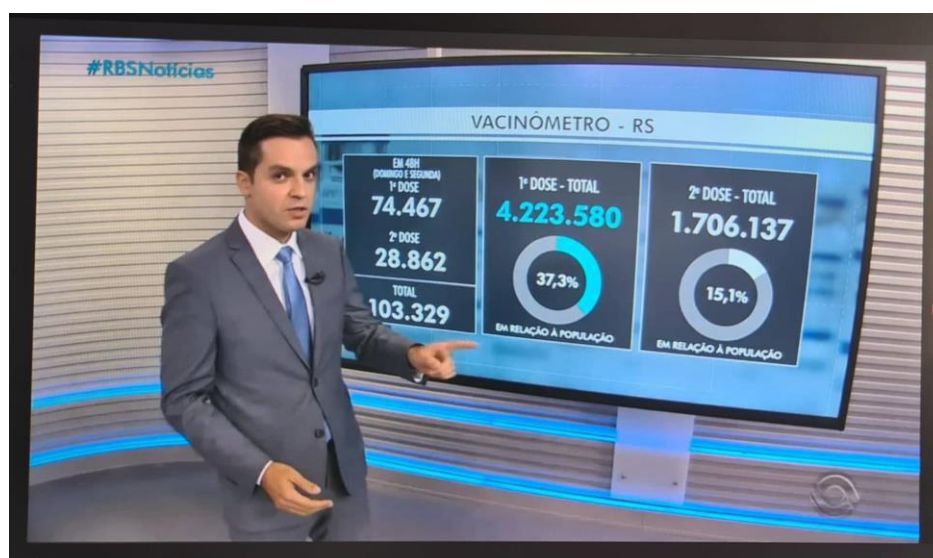 #RBSNotícias
VACINÔMETRO - RS
EM 48H
(DOMINGO E SEGUNDA)
1ª DOSE
74.467
2ª DOSE
28.862
TOTAL
103.329
1ª DOSE - TOTAL
4.223.580
37,3%
EM RELAÇÃO À POPULAÇÃO
2ª DOSE - TOTAL
1.706.137
15,1%
EM RELAÇÃO À POPULAÇÃO